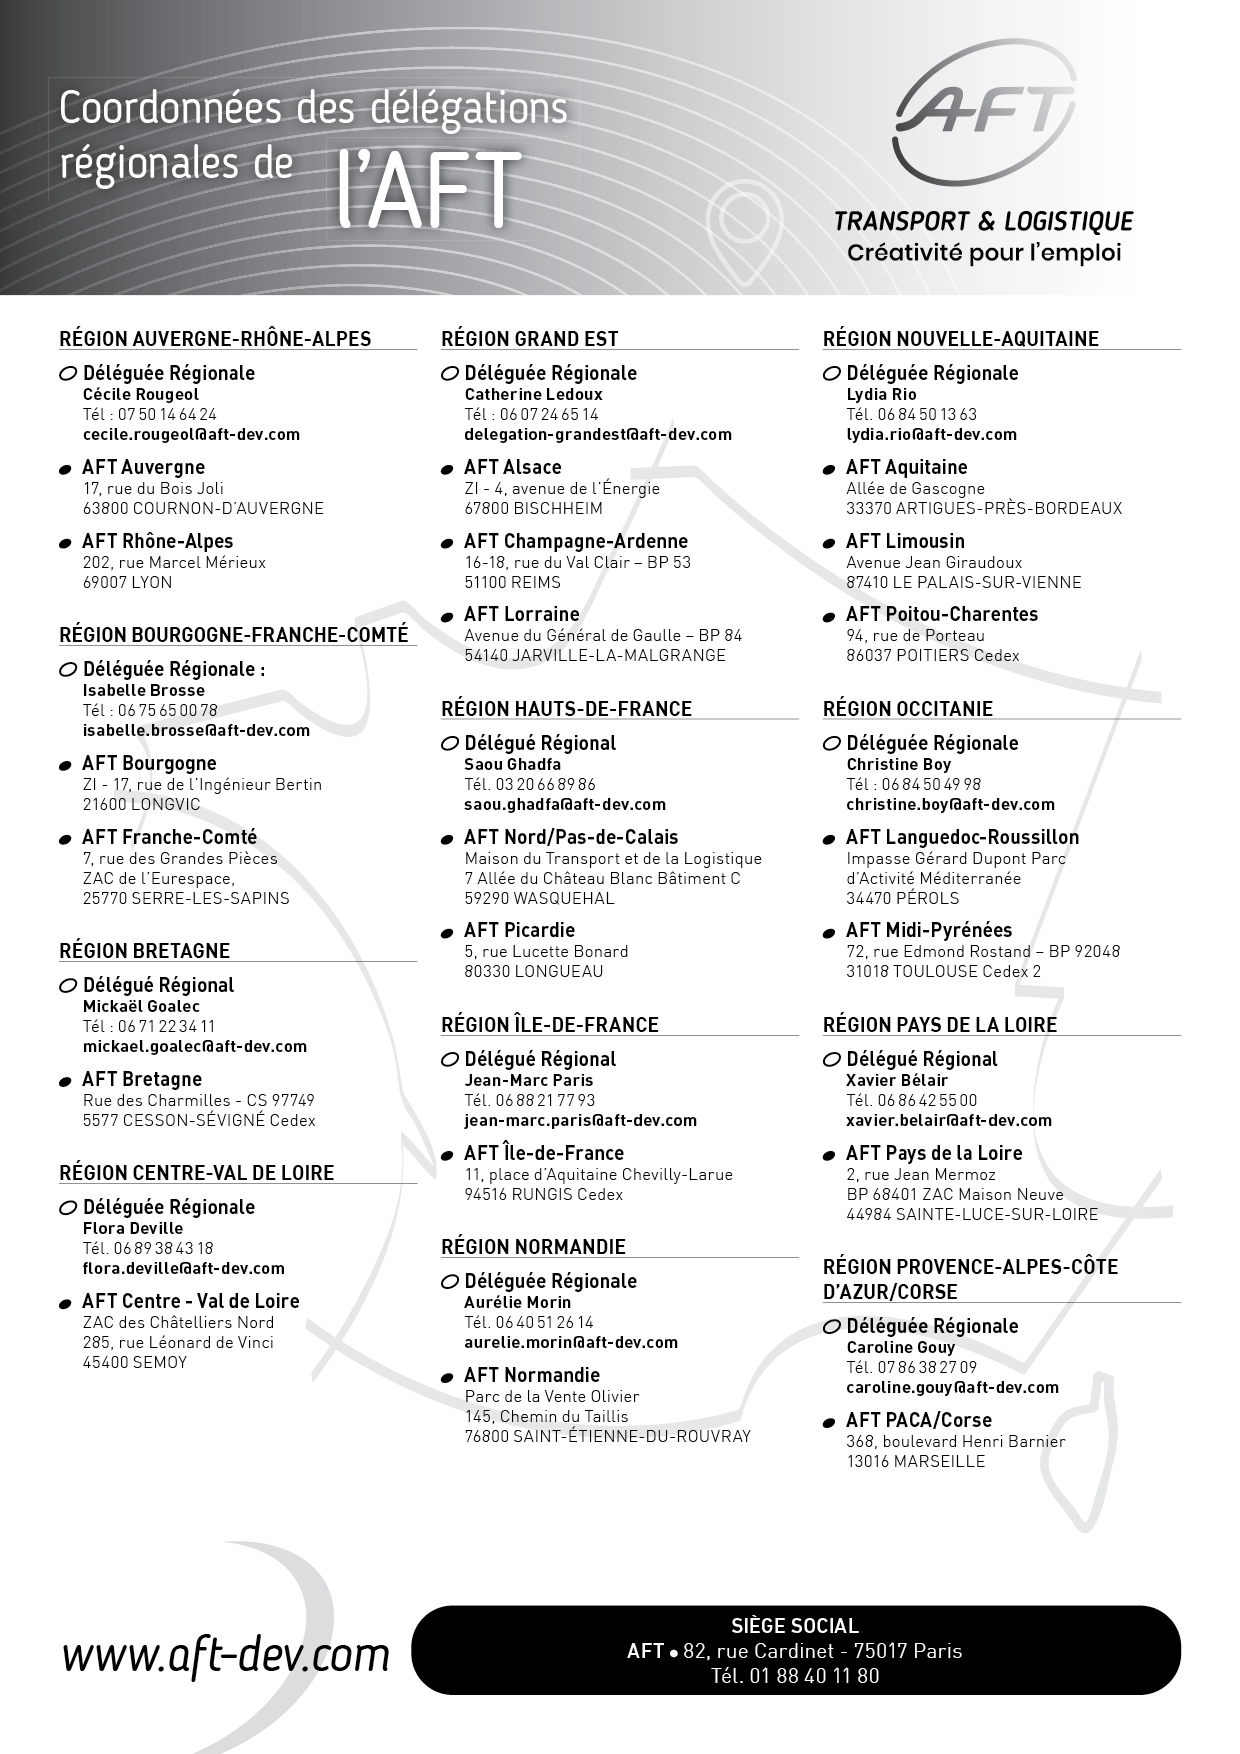 Coordonnées des délégations
régionales de l'AFT
AFT
TRANSPORT & LOGISTIQUE
Créativité pour l'emploi
RÉGION AUVERGNE-RHÔNE-ALPES
Déléguée Régionale
Cécile Rougeol
Tél : 07 50 14 64 24
cecile.rougeol@aft-dev.com
AFT Auvergne
17, rue du Bois Joli
63800 COURNON-D'AUVERGNE
AFT Rhône-Alpes
202, rue Marcel Mérieux
69007 LYON
RÉGION BOURGOGNE-FRANCHE-COMTÉ
Déléguée Régionale :
Isabelle Brosse
Tél : 06 75 65 00 78
isabelle.brosse@aft-dev.com
AFT Bourgogne
ZI - 17, rue de l'Ingénieur Bertin
21600 LONGVIC
AFT Franche-Comté
7, rue des Grandes Pièces
ZAC de l'Eurespace,
25770 SERRE-LES-SAPINS
RÉGION BRETAGNE
Délégué Régional
Mickaël Goalec
Tél : 06 71 22 34 11
mickael.goalec@aft-dev.com
AFT Bretagne
Rue des Charmilles - CS 97749
5577 CESSON-SÉVIGNÉ Cedex
RÉGION CENTRE-VAL DE LOIRE
Déléguée Régionale
Flora Deville
Tél. 06 89 38 43 18
flora.deville@aft-dev.com
AFT Centre - Val de Loire
ZAC des Châtelliers Nord
285, rue Léonard de Vinci
45400 SEMOY
RÉGION GRAND EST
Déléguée Régionale
Catherine Ledoux
Tél : 06 07 24 65 14
delegation-grandest@aft-dev.com
AFT Alsace
ZI - 4, avenue de l'Énergie
67800 BISCHHEIM
AFT Champagne-Ardenne
16-18, rue du Val Clair – BP 53
51100 REIMS
AFT Lorraine
Avenue du Général de Gaulle – BP 84
54140 JARVILLE-LA-MALGRANGE
RÉGION HAUTS-DE-FRANCE
Délégué Régional
Saou Ghadfa
Tél. 03 20 66 89 86
saou.ghadfa@aft-dev.com
AFT Nord/Pas-de-Calais
Maison du Transport et de la Logistique
7 Allée du Château Blanc Bâtiment C
59290 WASQUEHAL
AFT Picardie
5, rue Lucette Bonard
80330 LONGUEAU
RÉGION ÎLE-DE-FRANCE
Délégué Régional
Jean-Marc Paris
Tél. 06 88 21 77 93
jean-marc.paris@aft-dev.com
AFT Île-de-France
11, place d'Aquitaine Chevilly-Larue
94516 RUNGIS Cedex
RÉGION NORMANDIE
Déléguée Régionale
Aurélie Morin
Tél. 06 40 51 26 14
aurelie.morin@aft-dev.com
AFT Normandie
Parc de la Vente Olivier
145, Chemin du Taillis
76800 SAINT-ÉTIENNE-DU-ROUVRAY
RÉGION NOUVELLE-AQUITAINE
Déléguée Régionale
Lydia Rio
Tél. 06 84 50 13 63
lydia.rio@aft-dev.com
AFT Aquitaine
Allée de Gascogne
33370 ARTIGUES-PRÈS-BORDEAUX
AFT Limousin
Avenue Jean Giraudoux
87410 LE PALAIS-SUR-VIENNE
AFT Poitou-Charentes
94, rue de Porteau
86037 POITIERS Cedex
RÉGION OCCITANIE
Déléguée Régionale
Christine Boy
Tél : 06 84 50 49 98
christine.boy@aft-dev.com
AFT Languedoc-Roussillon
Impasse Gérard Dupont Parc
d'Activité Méditerranée
34470 PÉROLS
AFT Midi-Pyrénées
72, rue Edmond Rostand – BP 92048
31018 TOULOUSE Cedex 2
RÉGION PAYS DE LA LOIRE
Délégué Régional
Xavier Bélair
Tél. 06 86 42 55 00
xavier.belair@aft-dev.com
AFT Pays de la Loire
2, rue Jean Mermoz
BP 68401 ZAC Maison Neuve
44984 SAINTE-LUCE-SUR-LOIRE
RÉGION PROVENCE-ALPES-CÔTE
D'AZUR/CORSE
Déléguée Régionale
Caroline Gouy
Tél. 07 86 38 27 09
caroline.gouy@aft-dev.com
AFT PACA/Corse
368, boulevard Henri Barnier
13016 MARSEILLE
www.aft-dev.com
SIÈGE SOCIAL
AFT • 82, rue Cardinet - 75017 Paris
Tél. 01 88 40 11 80